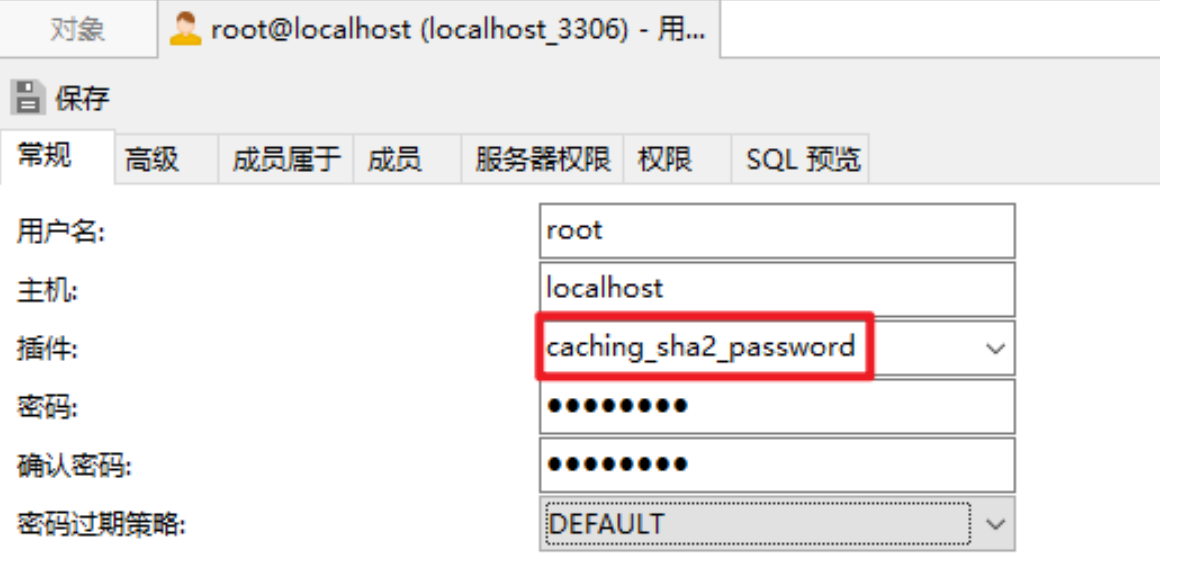 对象 root@localhost (localhost_3306) - 用...
保存
常规 高级 成员属于 成员 服务器权限 权限 SQL 预览
用户名: root
主机: localhost
插件: caching_sha2_password
密码: ●●●●●●●●
确认密码: ●●●●●●●●
密码过期策略: DEFAULT